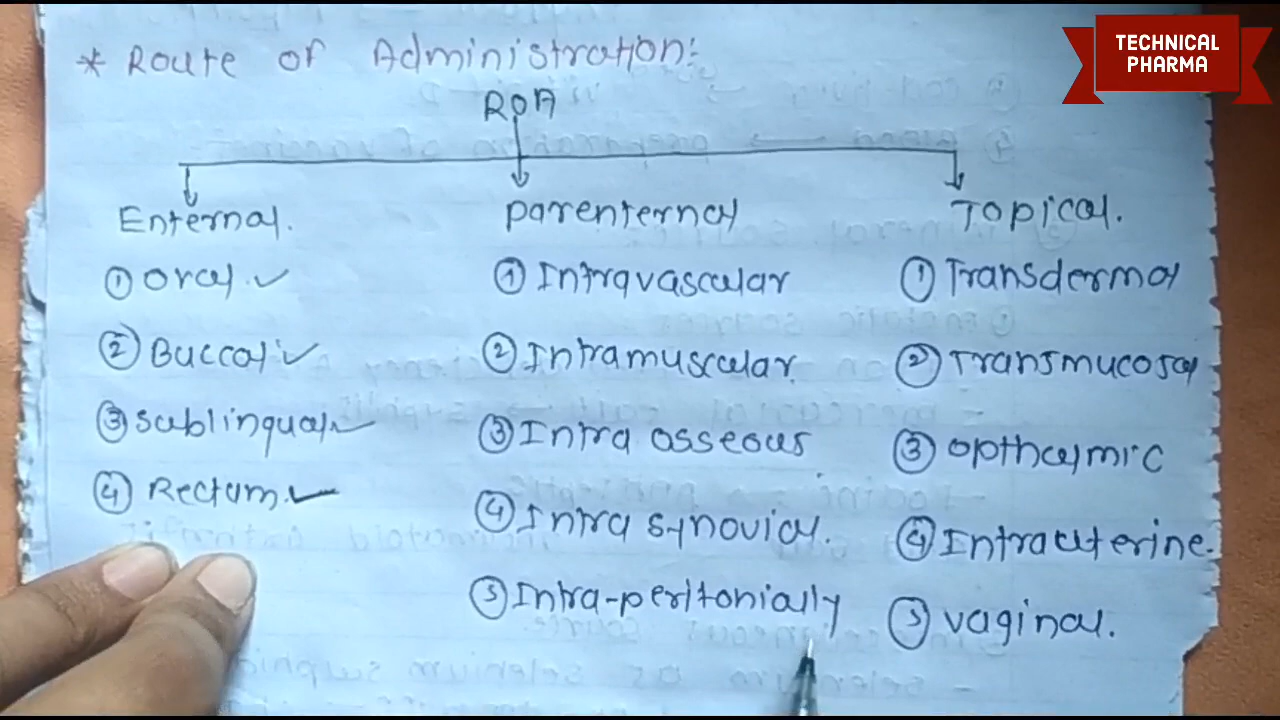 * Route of Administration:
ROA
Enternal.
Parenternal
Topical.
① Oral ✓
② Buccal ✓
③ Sublingual ✓
④ Rectum ✓
① Intravascular
② Intramuscular
③ Intra osseous
④ Intra synovial.
⑤ Intra-peritonially
① Transdermal
② Transmucosal
③ opthalmic
④ Intrauterine.
⑤ vaginal.
TECHNICAL
PHARMA